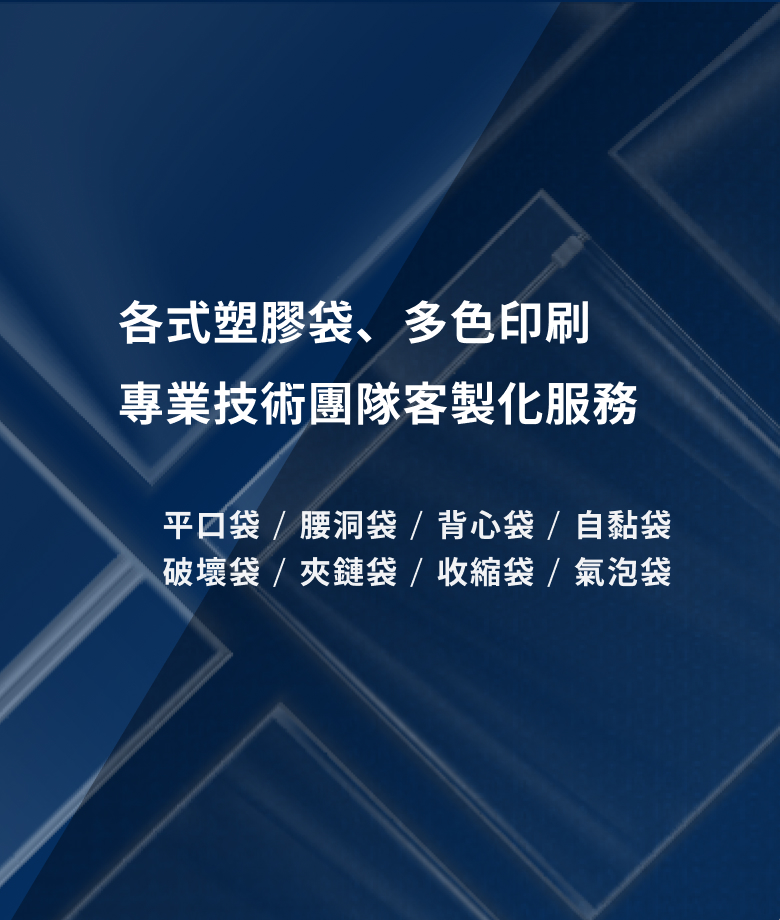 各式塑膠袋、多色印刷
專業技術團隊客製化服務
平口袋 / 腰洞袋 / 背心袋 / 自黏袋
破壞袋 / 夾鏈袋 / 收縮袋 / 氣泡袋